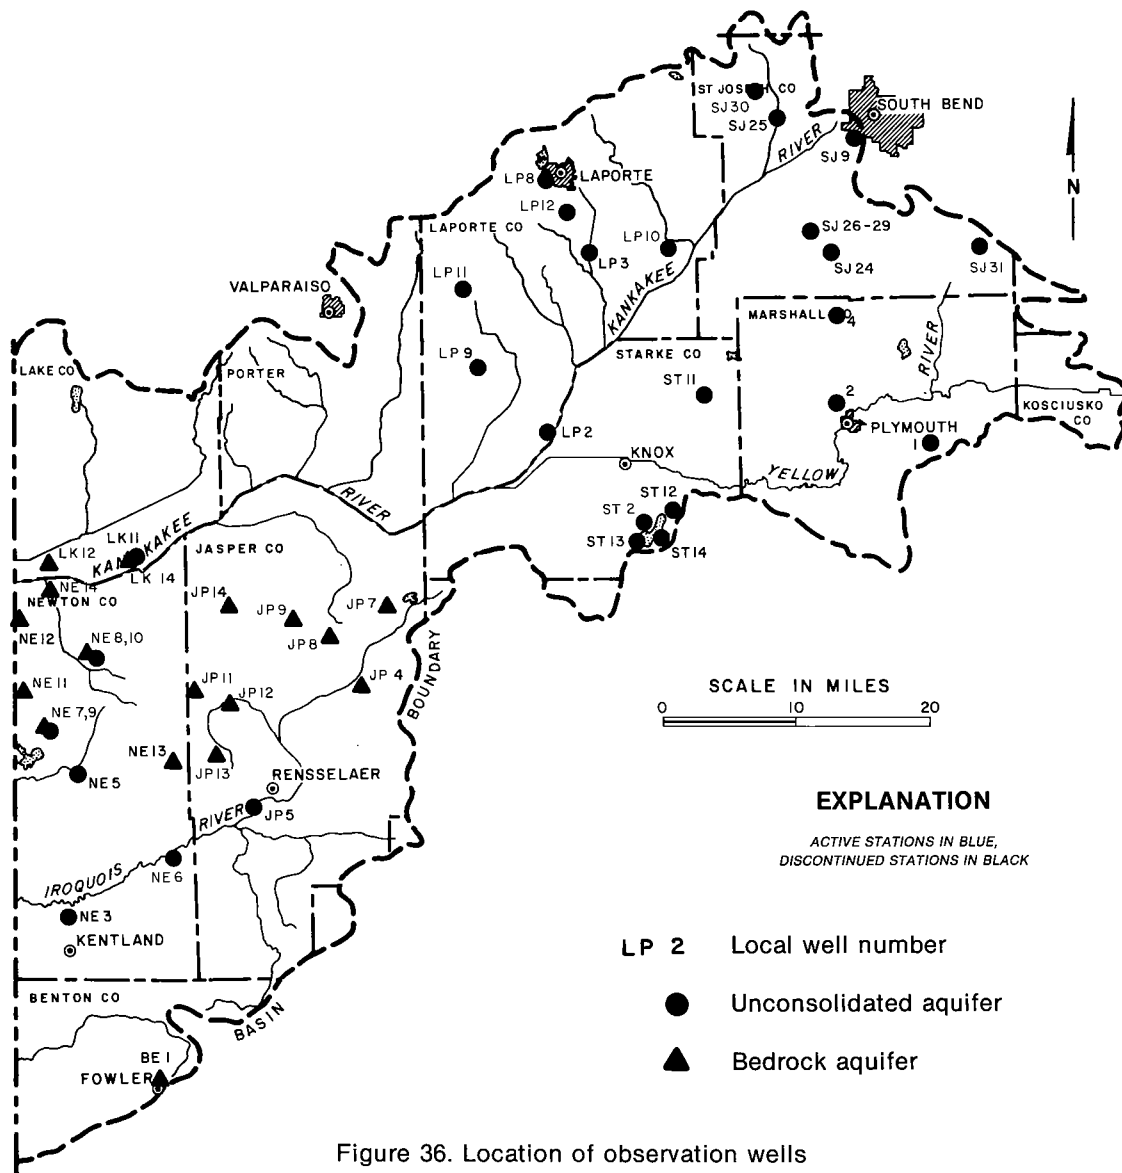 ST JOSEPH CO
SJ30
SJ25
SOUTH BEND
RIVER
SJ9
N
LP8
LAPORTE
LP12
LAPORTE CO
LP3
LP10
SJ 26-29
SJ24
SJ31
LP11
VALPARAISO
KANKAKEE
MARSHALL
4
LAKE CO
PORTER
LP9
STARKE CO
ST11
RIVER
2
KOSCIUSKO
CO
PLYMOUTH
1
LP2
KNOX
YELLOW
RIVER
ST12
ST 2
ST13
ST14
LK12
LK11
KANKAKEE
LK 14
JASPER CO
NE14
NEWTON CO
JP14
JP9
JP7
JP8
NE12
NE8,10
BOUNDARY
NE11
JP11
JP12
JP 4
NE 7,9
NE13
JP13
NE5
RENSSELAER
RIVER
JP5
IROQUOIS
NE6
NE3
KENTLAND
BENTON CO
BASIN
BE1
FOWLER
SCALE IN MILES
0 10 20
EXPLANATION
ACTIVE STATIONS IN BLUE,
DISCONTINUED STATIONS IN BLACK
LP 2 Local well number
Unconsolidated aquifer
Bedrock aquifer
Figure 36. Location of observation wells